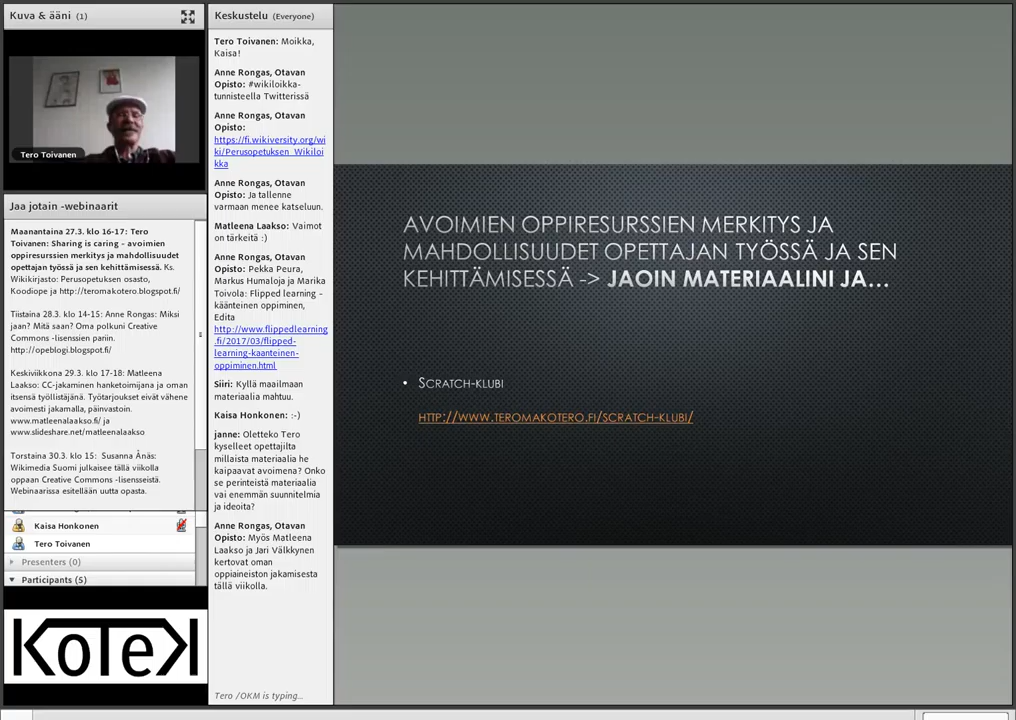 Kuva & ääni (1)
Tero Toivanen
Jaa jotain -webinaarit
Maanantaina 27.3. klo 16-17: Tero
Toivanen: Sharing is caring - avoimien
oppiresurssien merkitys ja mahdollisuudet
opettajan työssä ja sen kehittämisessä. Ks.
Wikikirjasto: Perusopetuksen osasto,
Koodiope ja http://teromakotero.blogspot.fi/
Tiistaina 28.3. klo 14-15: Anne Rongas: Miksi
jaan? Mitä saan? Oma polkuni Creative
Commons -lisenssien pariin.
http://opeblogi.blogspot.fi/
Keskiviikkona 29.3. klo 17-18: Matleena
Laakso: CC-jakaminen hanketoimijana ja oman
itsensä työllistäjänä. Työtarjoukset eivät vähene
avoimesti jakamalla, päinvastoin.
www.matleenalaakso.fi/ ja
www.slideshare.net/matleenalaakso
Torstaina 30.3. klo 15: Susanna Ånäs:
Wikimedia Suomi julkaisee tällä viikolla
oppaan Creative Commons -lisensseistä.
Webinaarissa esitellään uutta opasta.
Kaisa Honkonen
Tero Toivanen
Presenters (0)
Participants (5)
KoTeK
Keskustelu (Everyone)
Tero Toivanen: Moikka,
Kaisa!
Anne Rongas, Otavan
Opisto: #wikiloikka-
tunnisteella Twitterissä
Anne Rongas, Otavan
Opisto:
https://fi.wikiversity.org/wi
ki/Perusopetuksen_Wikiloi
kka
Anne Rongas, Otavan
Opisto: Ja tallenne
varmaan menee katseluun.
Matleena Laakso: Vaimot
on tärkeitä :)
Anne Rongas, Otavan
Opisto: Pekka Peura,
Markus Humaloja ja Marika
Toivola: Flipped learning -
käänteinen oppiminen,
Edita
http://www.flippedlearning
.fi/2017/03/flipped-
learning-kaanteinen-
oppiminen.html
Siiri: Kyllä maailmaan
materiaalia mahtuu.
Kaisa Honkonen: :-)
janne: Oletteko Tero
kyselleet opettajilta
millaista materiaalia he
kaipaavat avoimena? Onko
se perinteistä materiaalia
vai enemmän suunnitelmia
ja ideoita?
Anne Rongas, Otavan
Opisto: Myös Matleena
Laakso ja Jari Välkkynen
kertovat oman
oppiaineiston jakamisesta
tällä viikolla.
Tero /OKM is typing...
AVOIMIEN OPPIRESURSSIEN MERKITYS JA
MAHDOLLISUUDET OPETTAJAN TYÖSSÄ JA SEN
KEHITTÄMISESSÄ -> JAOIN MATERIAALINI JA...
• SCRATCH-KLUBI
HTTP://WWW.TEROMAKOTERO.FI/SCRATCH-KLUBI/